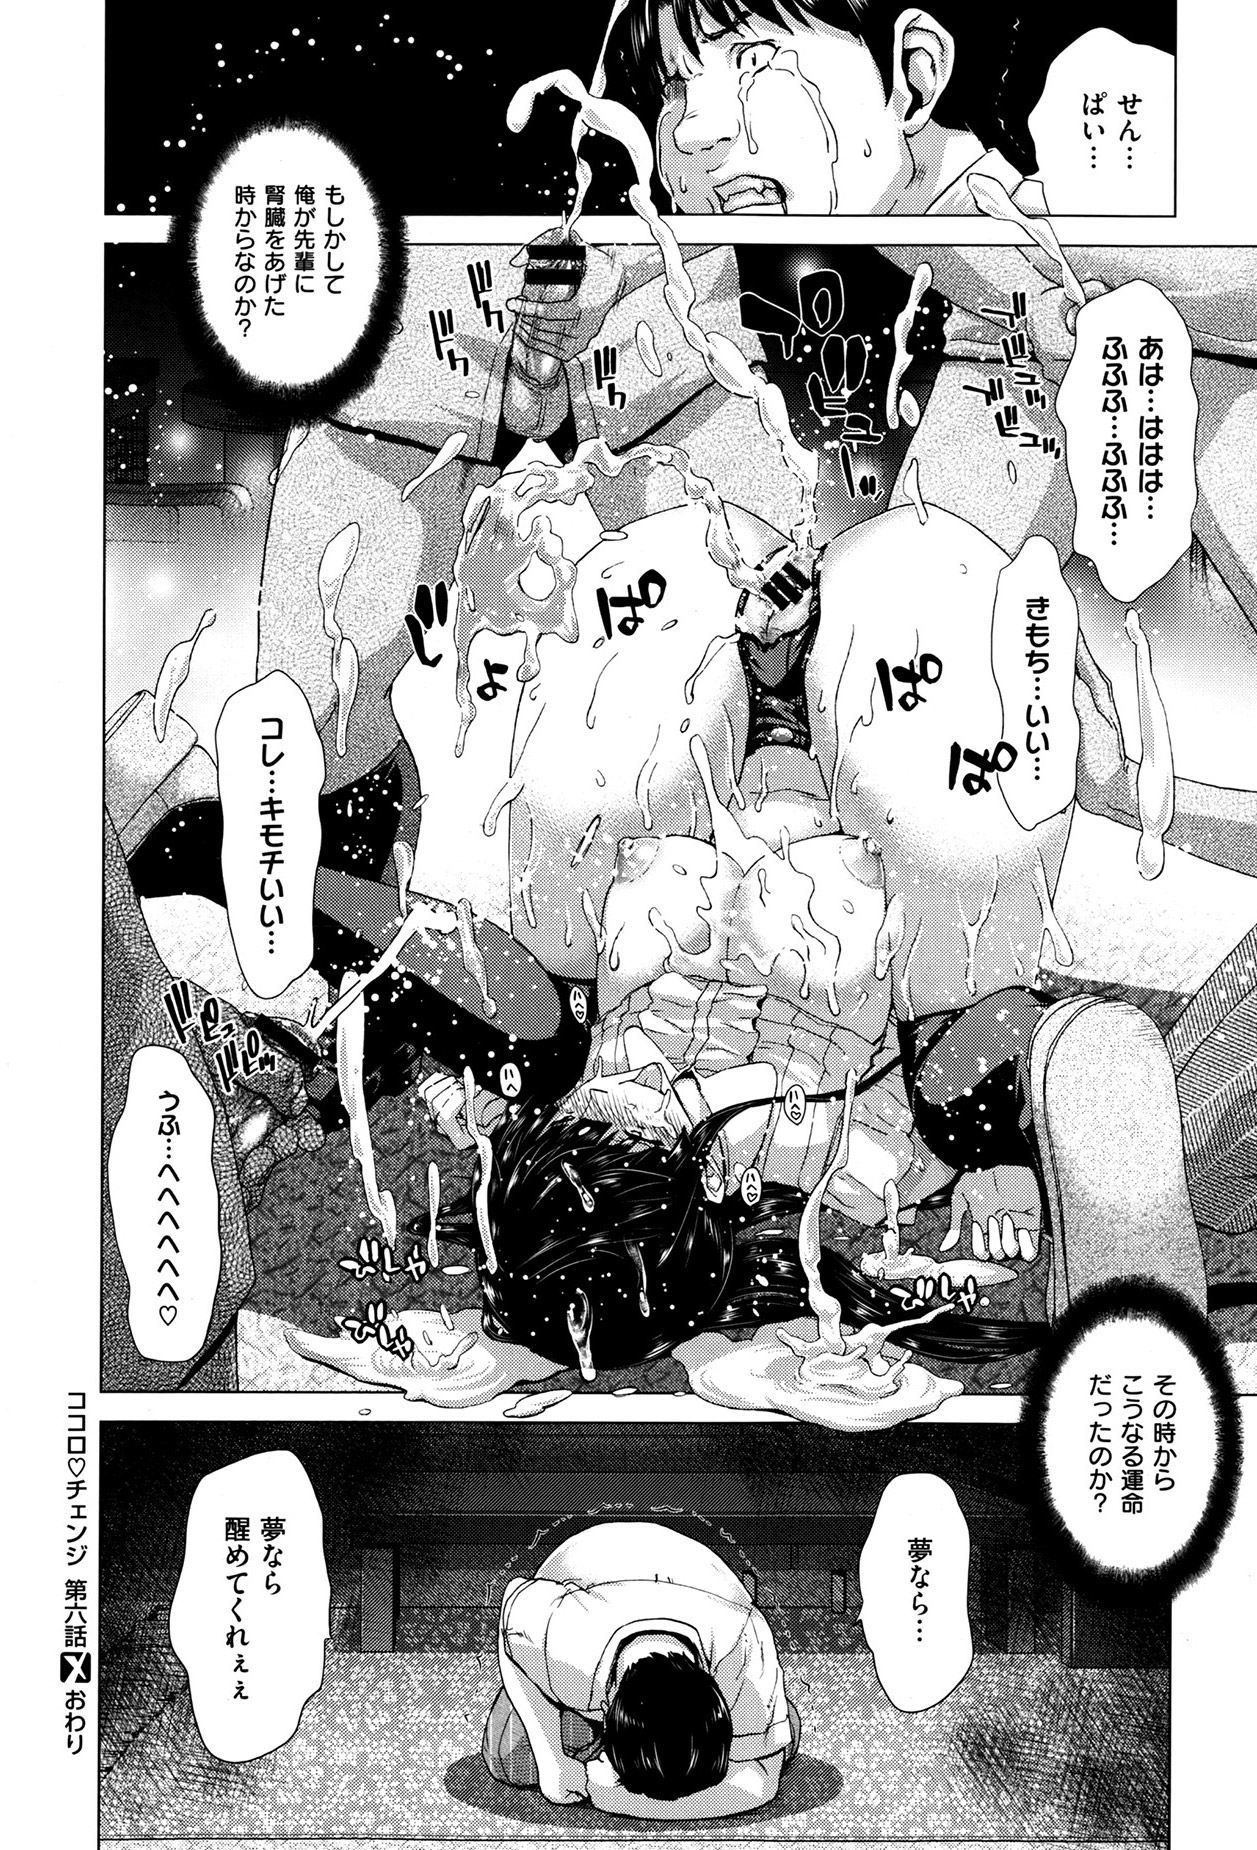 せん…
ぱい…
もしかして
俺が先輩に
腎臓をあげた
時からなのか？
あは…ははは…
ふふふ…ふふふ…
きもち…いい…
コレ…キモチいい…
うふ…へへへへへへ♡
その時から
こうなる運命
だったのか？
夢なら…
夢なら
醒めてくれぇぇ
ココロ♡チェンジ 第六話 おわり